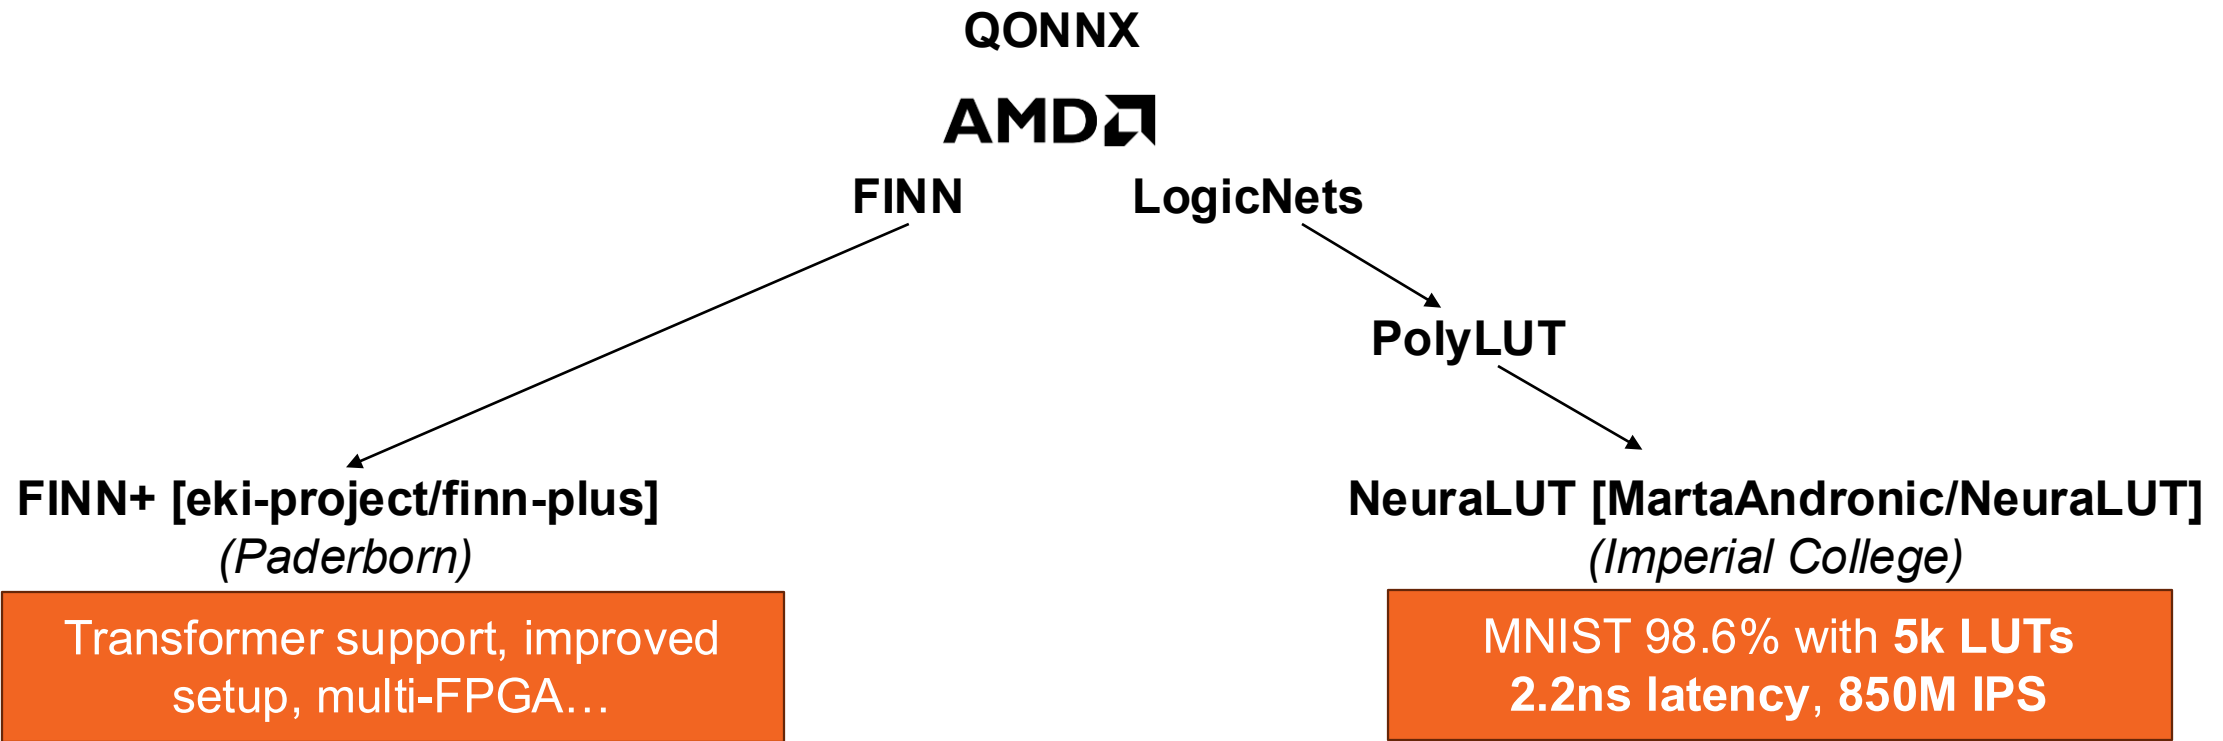 QONNX
AMD
FINN
LogicNets
PolyLUT
FINN+ [eki-project/finn-plus]
(Paderborn)
Transformer support, improved
setup, multi-FPGA…
NeuraLUT [MartaAndronic/NeuraLUT]
(Imperial College)
MNIST 98.6% with 5k LUTs
2.2ns latency, 850M IPS